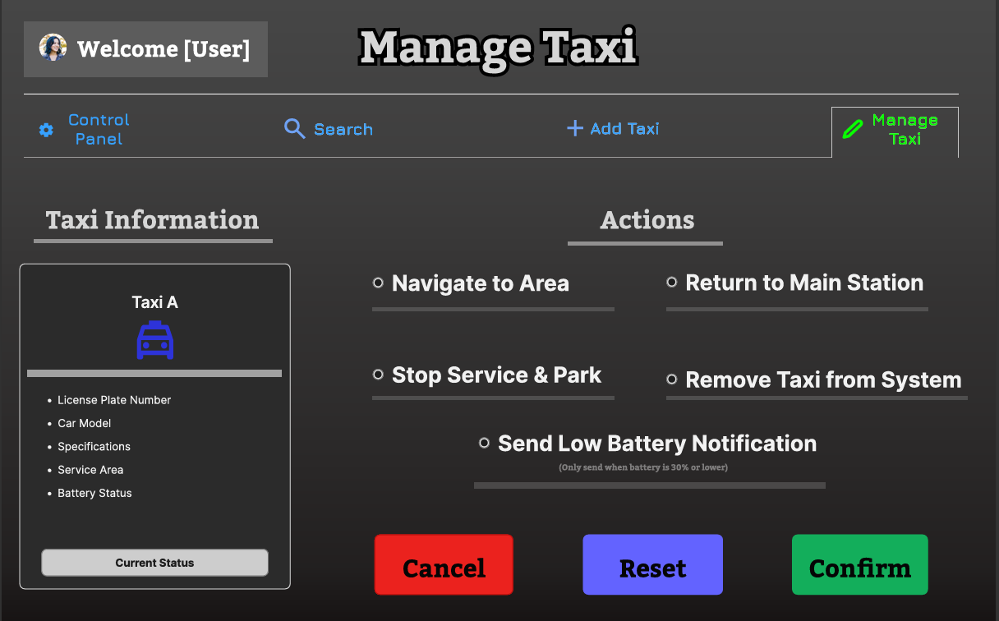 Welcome [User]
Manage Taxi
Control
Panel
Search
Add Taxi
Manage
Taxi
Taxi Information
Taxi A
License Plate Number
Car Model
Specifications
Service Area
Battery Status
Current Status
Actions
Navigate to Area
Return to Main Station
Stop Service & Park
Remove Taxi from System
Send Low Battery Notification
(Only send when battery is 30% or lower)
Cancel
Reset
Confirm